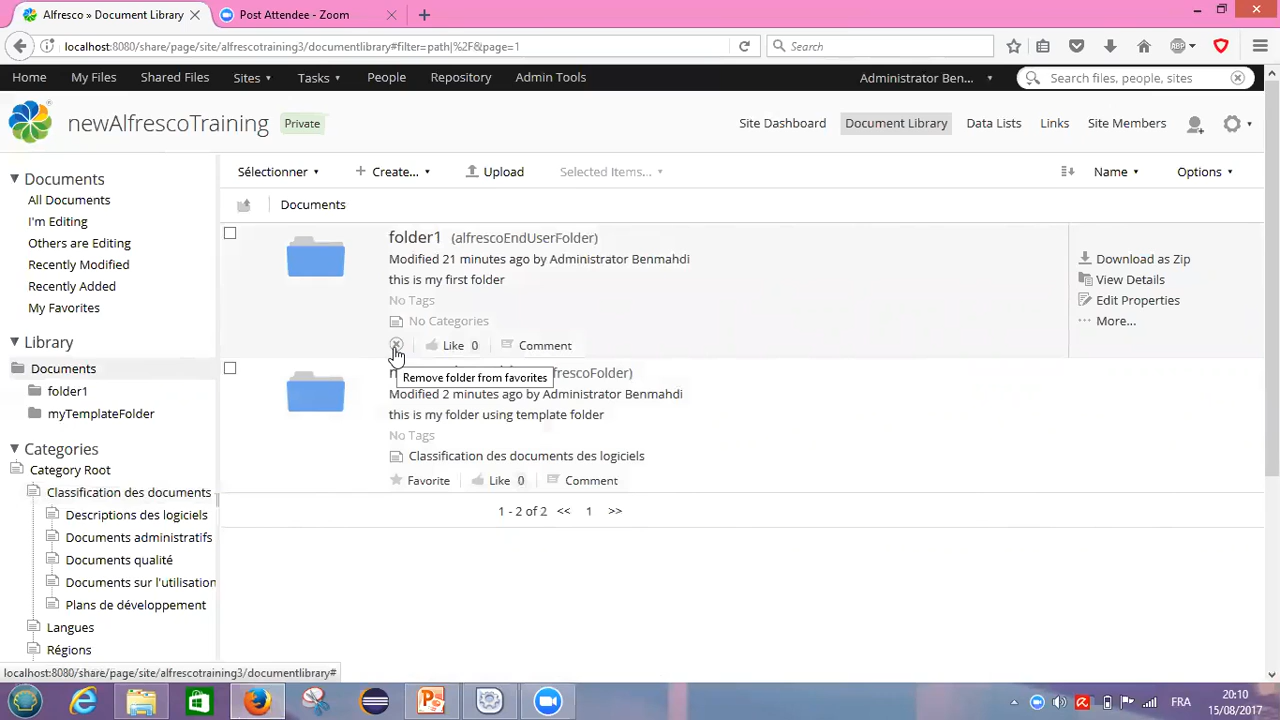 Alfresco » Document Library
Post Attendee - Zoom
localhost:8080/share/page/site/alfrescotraining3/documentlibrary#filter=path|%2F&page=1
Search
ABP
Home
My Files
Shared Files
Sites
Tasks
People
Repository
Admin Tools
Administrator Ben...
Search files, people, sites
newAlfrescoTraining
Private
Site Dashboard
Document Library
Data Lists
Links
Site Members
Documents
All Documents
I'm Editing
Others are Editing
Recently Modified
Recently Added
My Favorites
Library
Documents
folder1
myTemplateFolder
Categories
Category Root
Classification des documents
Descriptions des logiciels
Documents administratifs
Documents qualité
Documents sur l'utilisation
Plans de développement
Langues
Régions
Sélectionner
Create...
Upload
Selected Items...
Name
Options
Documents
folder1 (alfrescoEndUserFolder)
Modified 21 minutes ago by Administrator Benmahdi
this is my first folder
No Tags
No Categories
Like 0
Comment
Download as Zip
View Details
Edit Properties
More...
Remove folder from favorites
frescoFolder)
Modified 2 minutes ago by Administrator Benmahdi
this is my folder using template folder
No Tags
Classification des documents des logiciels
Favorite
Like 0
Comment
1 - 2 of 2 << 1 >>
localhost:8080/share/page/site/alfrescotraining3/documentlibrary#
FRA
20:10
15/08/2017